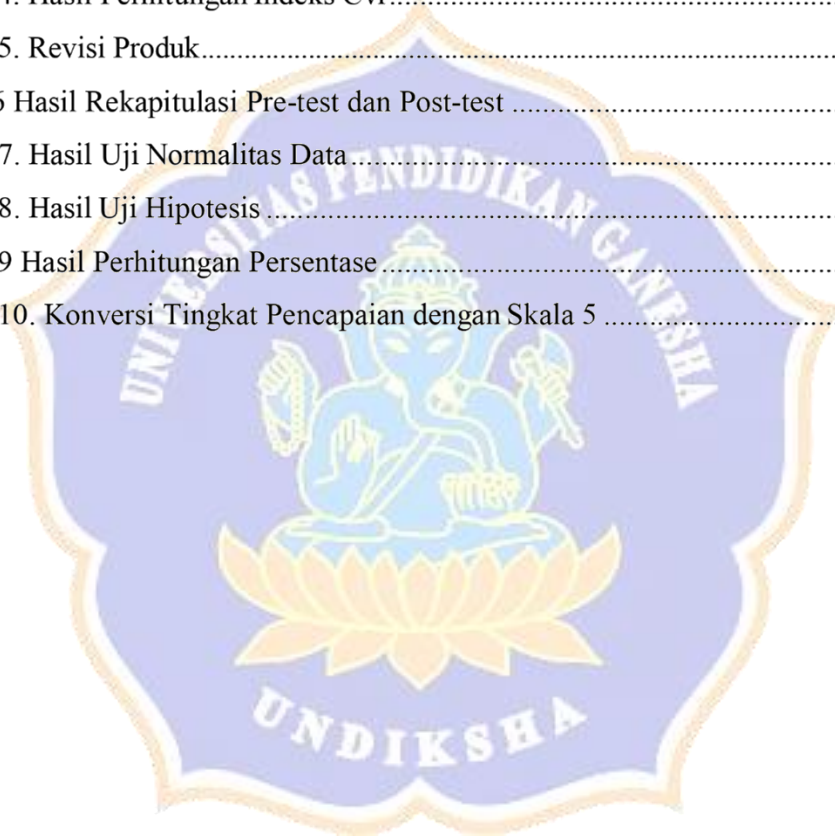 5. Revisi Produk..................................................................................
6 Hasil Rekapitulasi Pre-test dan Post-test ..........................................
7. Hasil Uji Normalitas Data................................................................
8. Hasil Uji Hipotesis ..........................................................................
9 Hasil Perhitungan Persentase............................................................
10. Konversi Tingkat Pencapaian dengan Skala 5 ..............................
UNIVERSITAS PENDIDIKAN GANESHA
UNDIKSHA